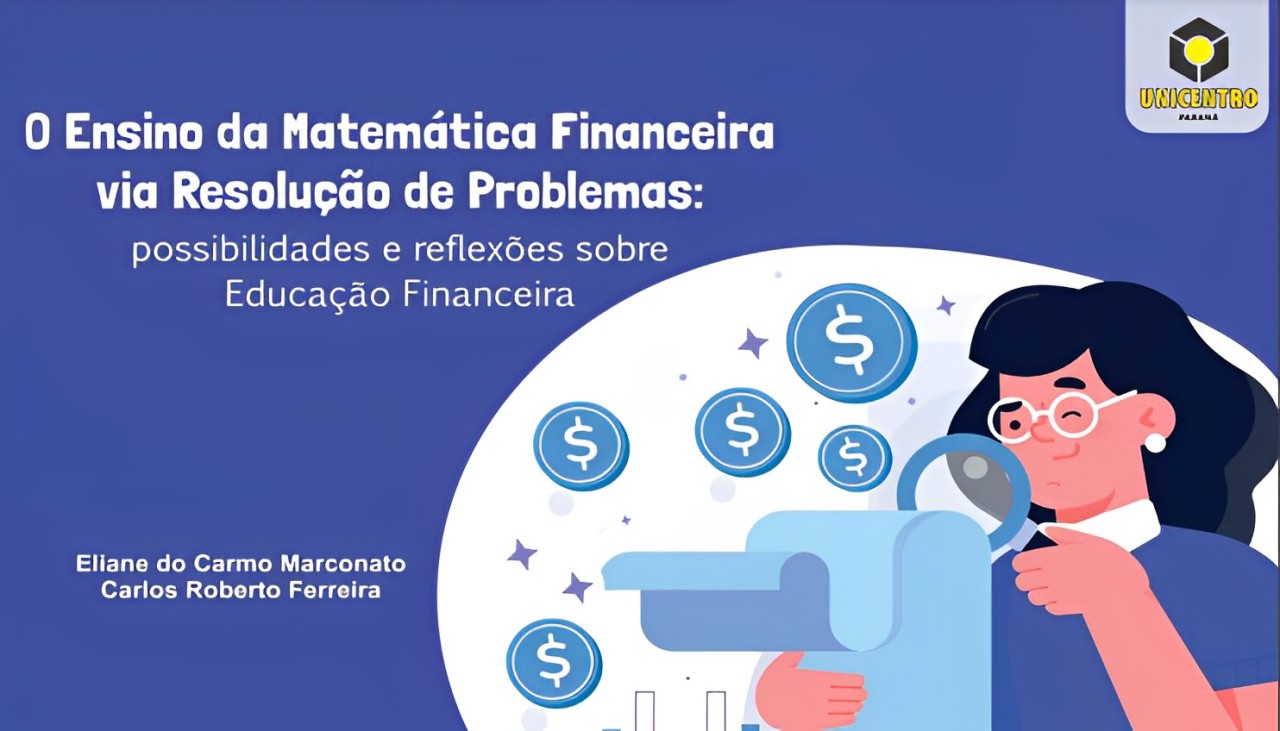 UNICENTRO
PARANÁ
O Ensino da Matemática Financeira
via Resolução de Problemas:
possibilidades e reflexões sobre
Educação Financeira
$
$
$
$
$
Eliane do Carmo Marconato
Carlos Roberto Ferreira